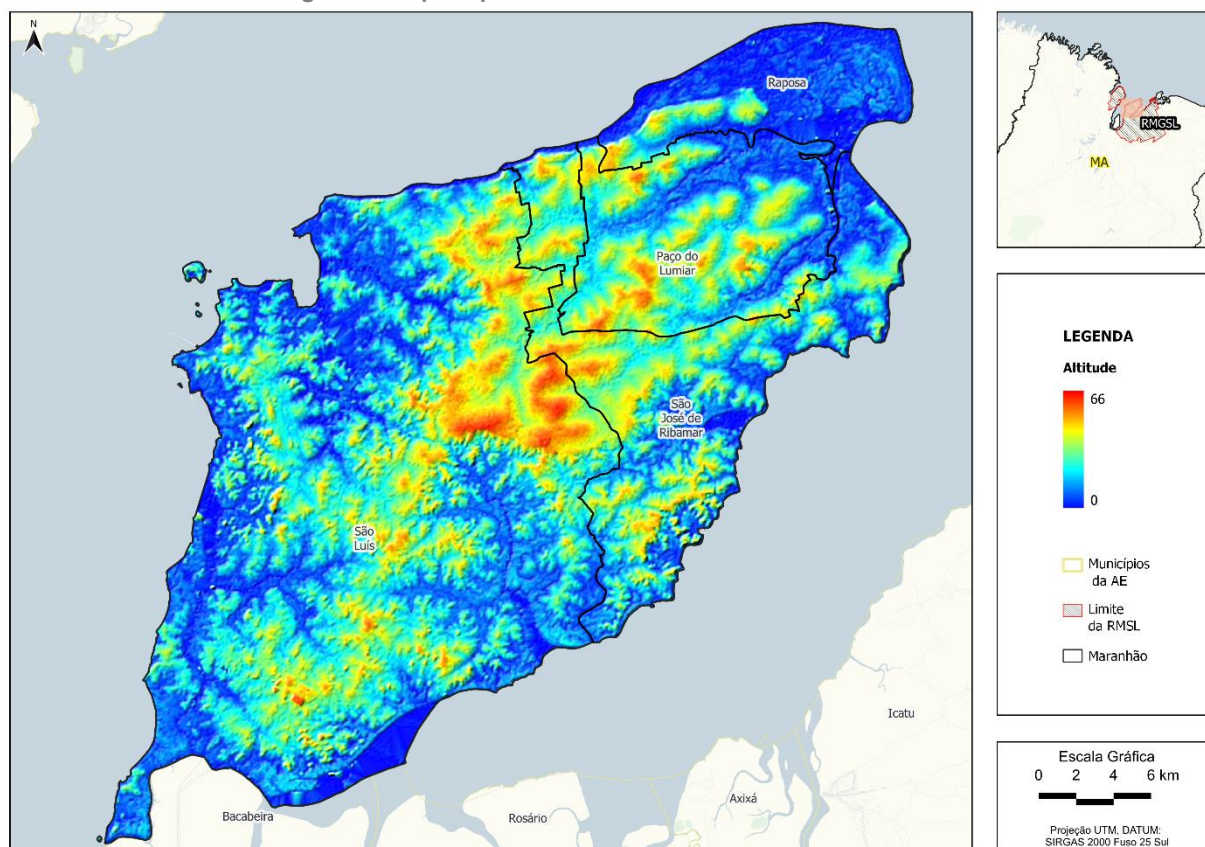 N
Raposa
Paço do
Lumiar
São
José de
Ribamar
São
Luís
Icatu
Axixá
Rosário
Bacabeira
RMGSL
MA
LEGENDA
Altitude
66
0
Municípios
da AE
Limite
da RMSL
Maranhão
Escala Gráfica
0 2 4 6 km
Projeção UTM, DATUM:
SIRGAS 2000 Fuso 25 Sul